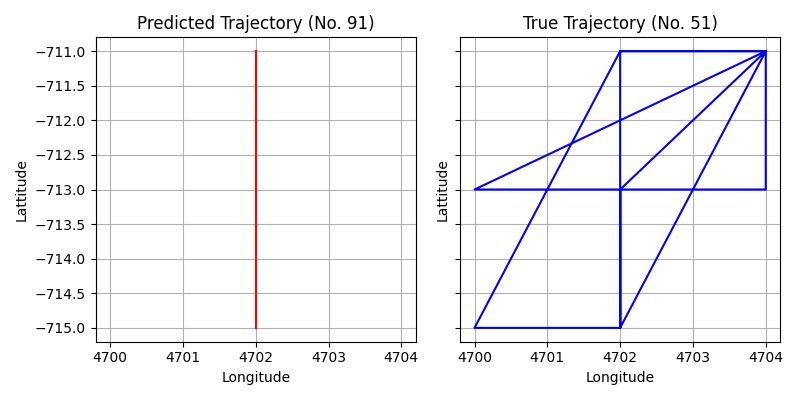 Predicted Trajectory (No. 91)
True Trajectory (No. 51)
Lattitude
−711.0
−711.5
−712.0
−712.5
−713.0
−713.5
−714.0
−714.5
−715.0
4700 4701 4702 4703 4704
Longitude
Lattitude
4700 4701 4702 4703 4704
Longitude